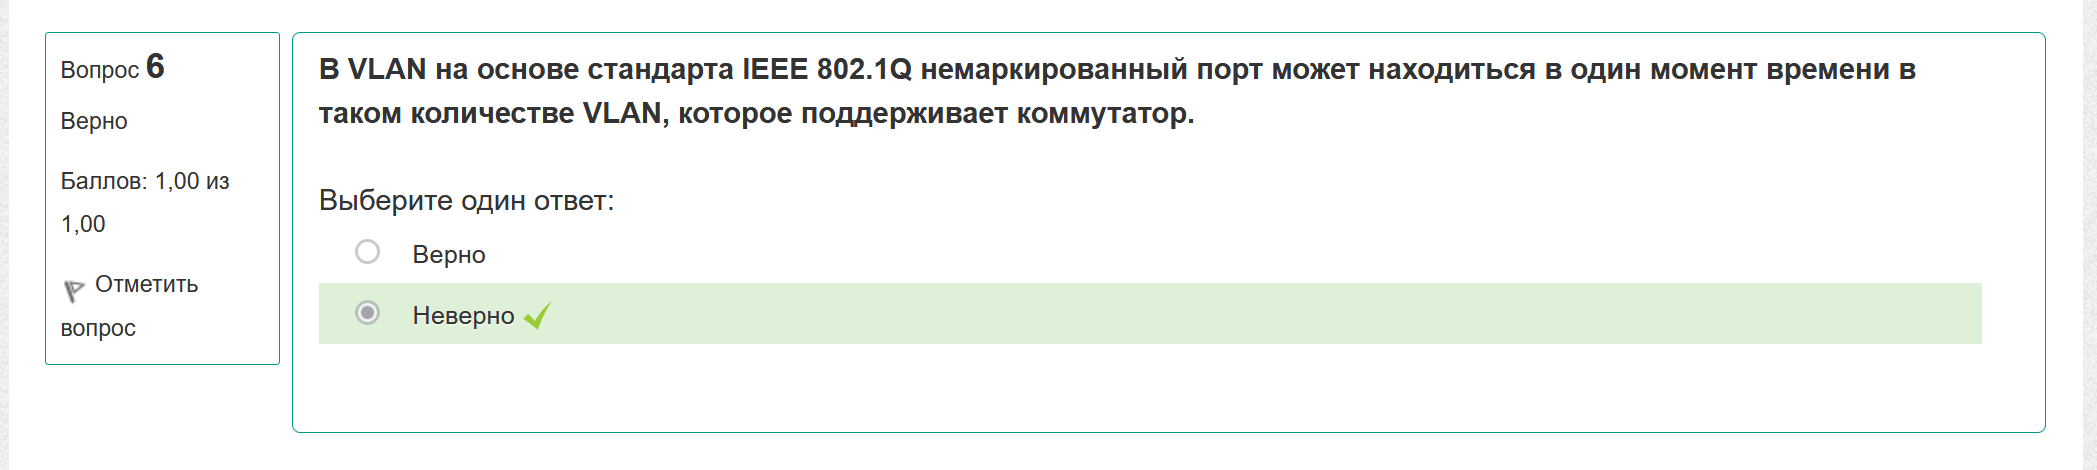 Вопрос 6
Верно
Баллов: 1,00 из
1,00
Отметить
вопрос
В VLAN на основе стандарта IEEE 802.1Q немаркированный порт может находиться в один момент времени в
таком количестве VLAN, которое поддерживает коммутатор.
Выберите один ответ:
Верно
Неверно